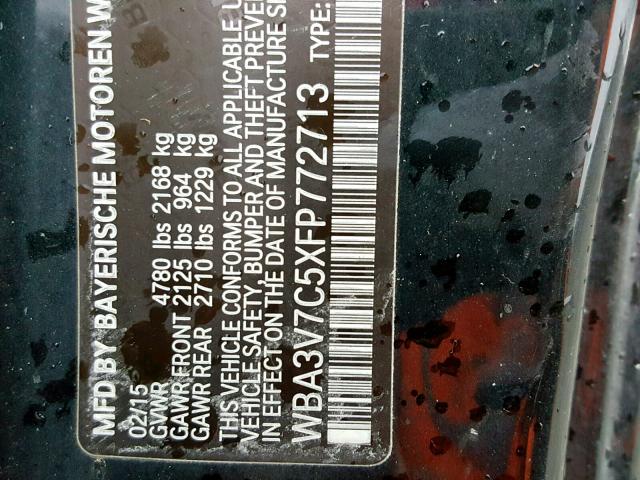 MFD BY BAYERISCHE MOTOREN W
02/15
GVWR 4780 lbs 2168 kg
GAWR FRONT 2125 lbs 964 kg
GAWR REAR 2710 lbs 1229 kg
THIS VEHICLE CONFORMS TO ALL APPLICABLE U
VEHICLE SAFETY, BUMPER AND THEFT PREVE
IN EFFECT ON THE DATE OF MANUFACTURE S
WBA3V7C5XFP772713 TYPE: